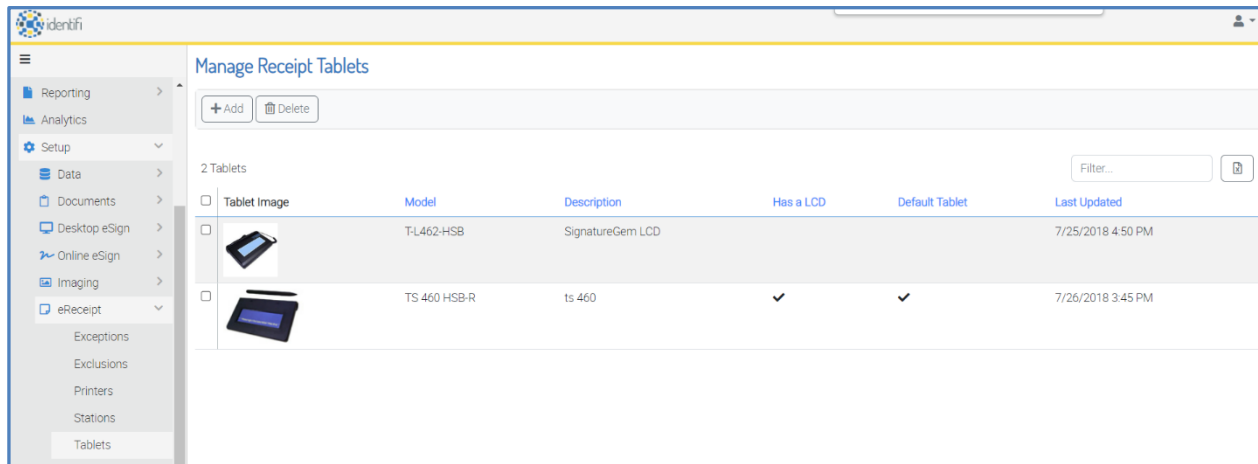 identifi
Manage Receipt Tablets
Reporting
Analytics
Setup
Data
Documents
Desktop eSign
Online eSign
Imaging
eReceipt
Exceptions
Exclusions
Printers
Stations
Tablets
+ Add Delete
2 Tablets Filter...
Tablet Image Model Description Has a LCD Default Tablet Last Updated
T-L462-HSB SignatureGem LCD 7/25/2018 4:50 PM
TS 460 HSB-R ts 460 ✓ ✓ 7/26/2018 3:45 PM